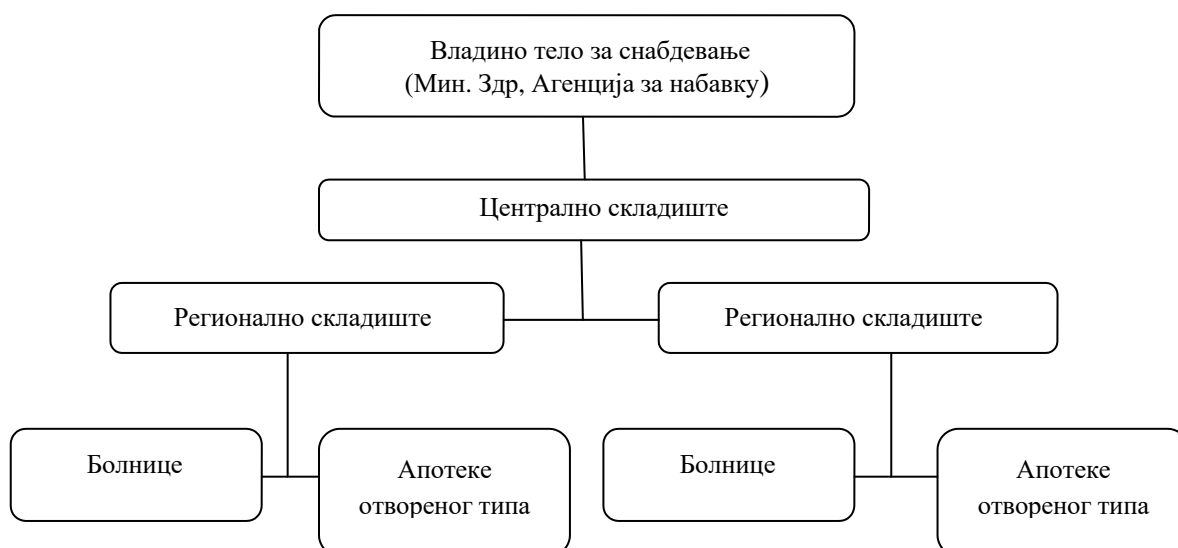 Владино тело за снабдевање
(Мин. Здр, Агенција за набавку)
Централно складиште
Регионално складиште
Регионално складиште
Болнице
Апотеке
отвореног типа
Болнице
Апотеке
отвореног типа